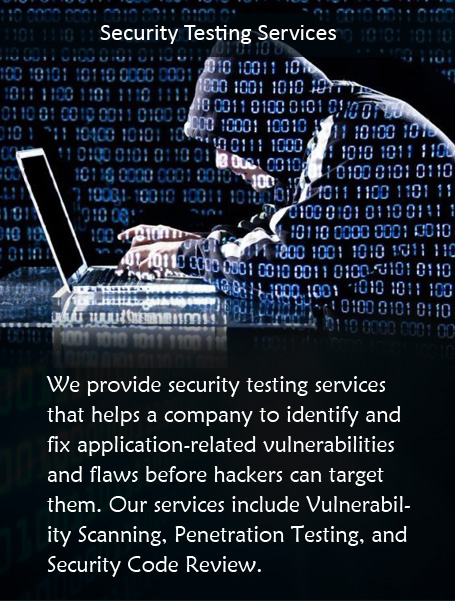 Security Testing Services
We provide security testing services
that helps a company to identify and
fix application-related vulnerabilities
and flaws before hackers can target
them. Our services include Vulnerabil-
ity Scanning, Penetration Testing, and
Security Code Review.